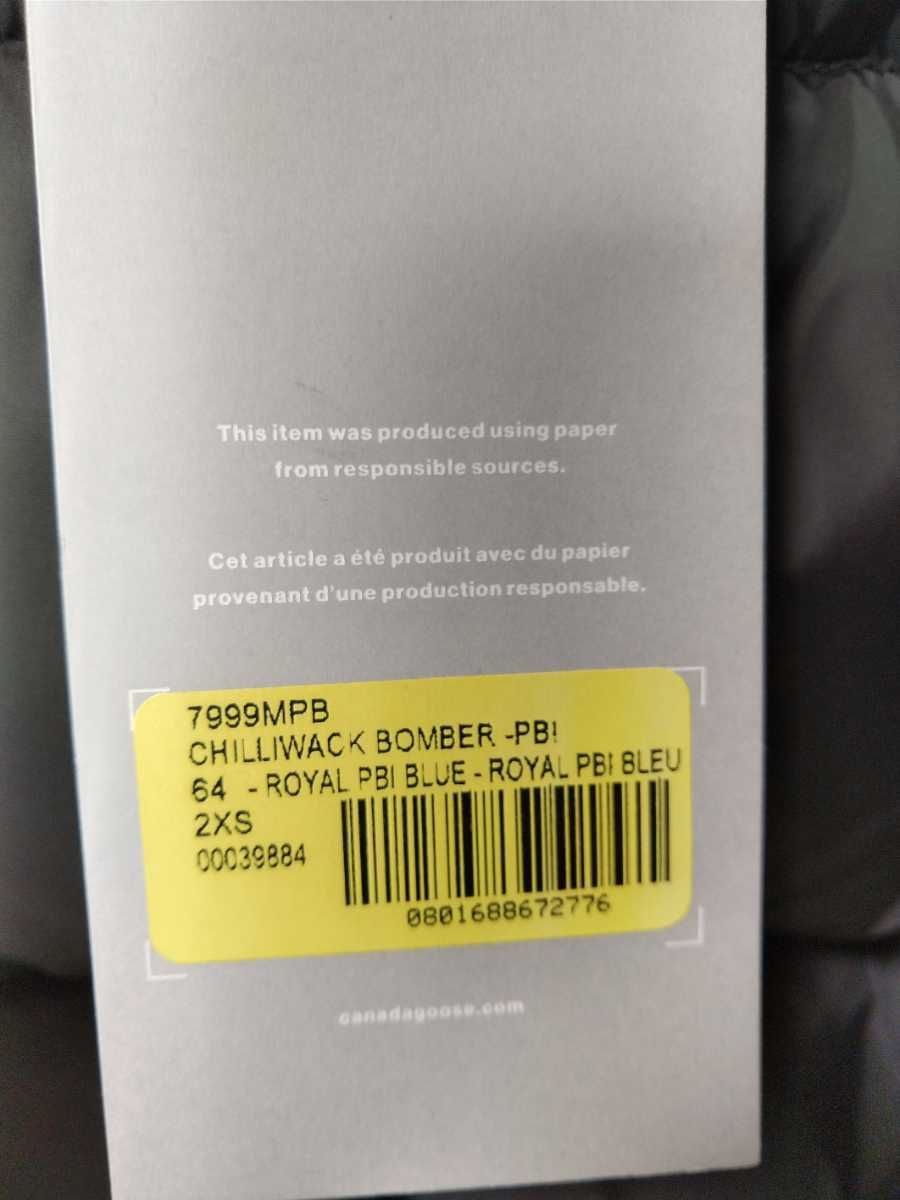 This item was produced using paper
from responsible sources.
Cet article a été produit avec du papier
provenant d'une production responsable.
7999MPB
CHILLIWACK BOMBER -PBI
64 - ROYAL PBI BLUE - ROYAL PBI BLEU
2XS
00039884
0801688672776
canadagoose.com